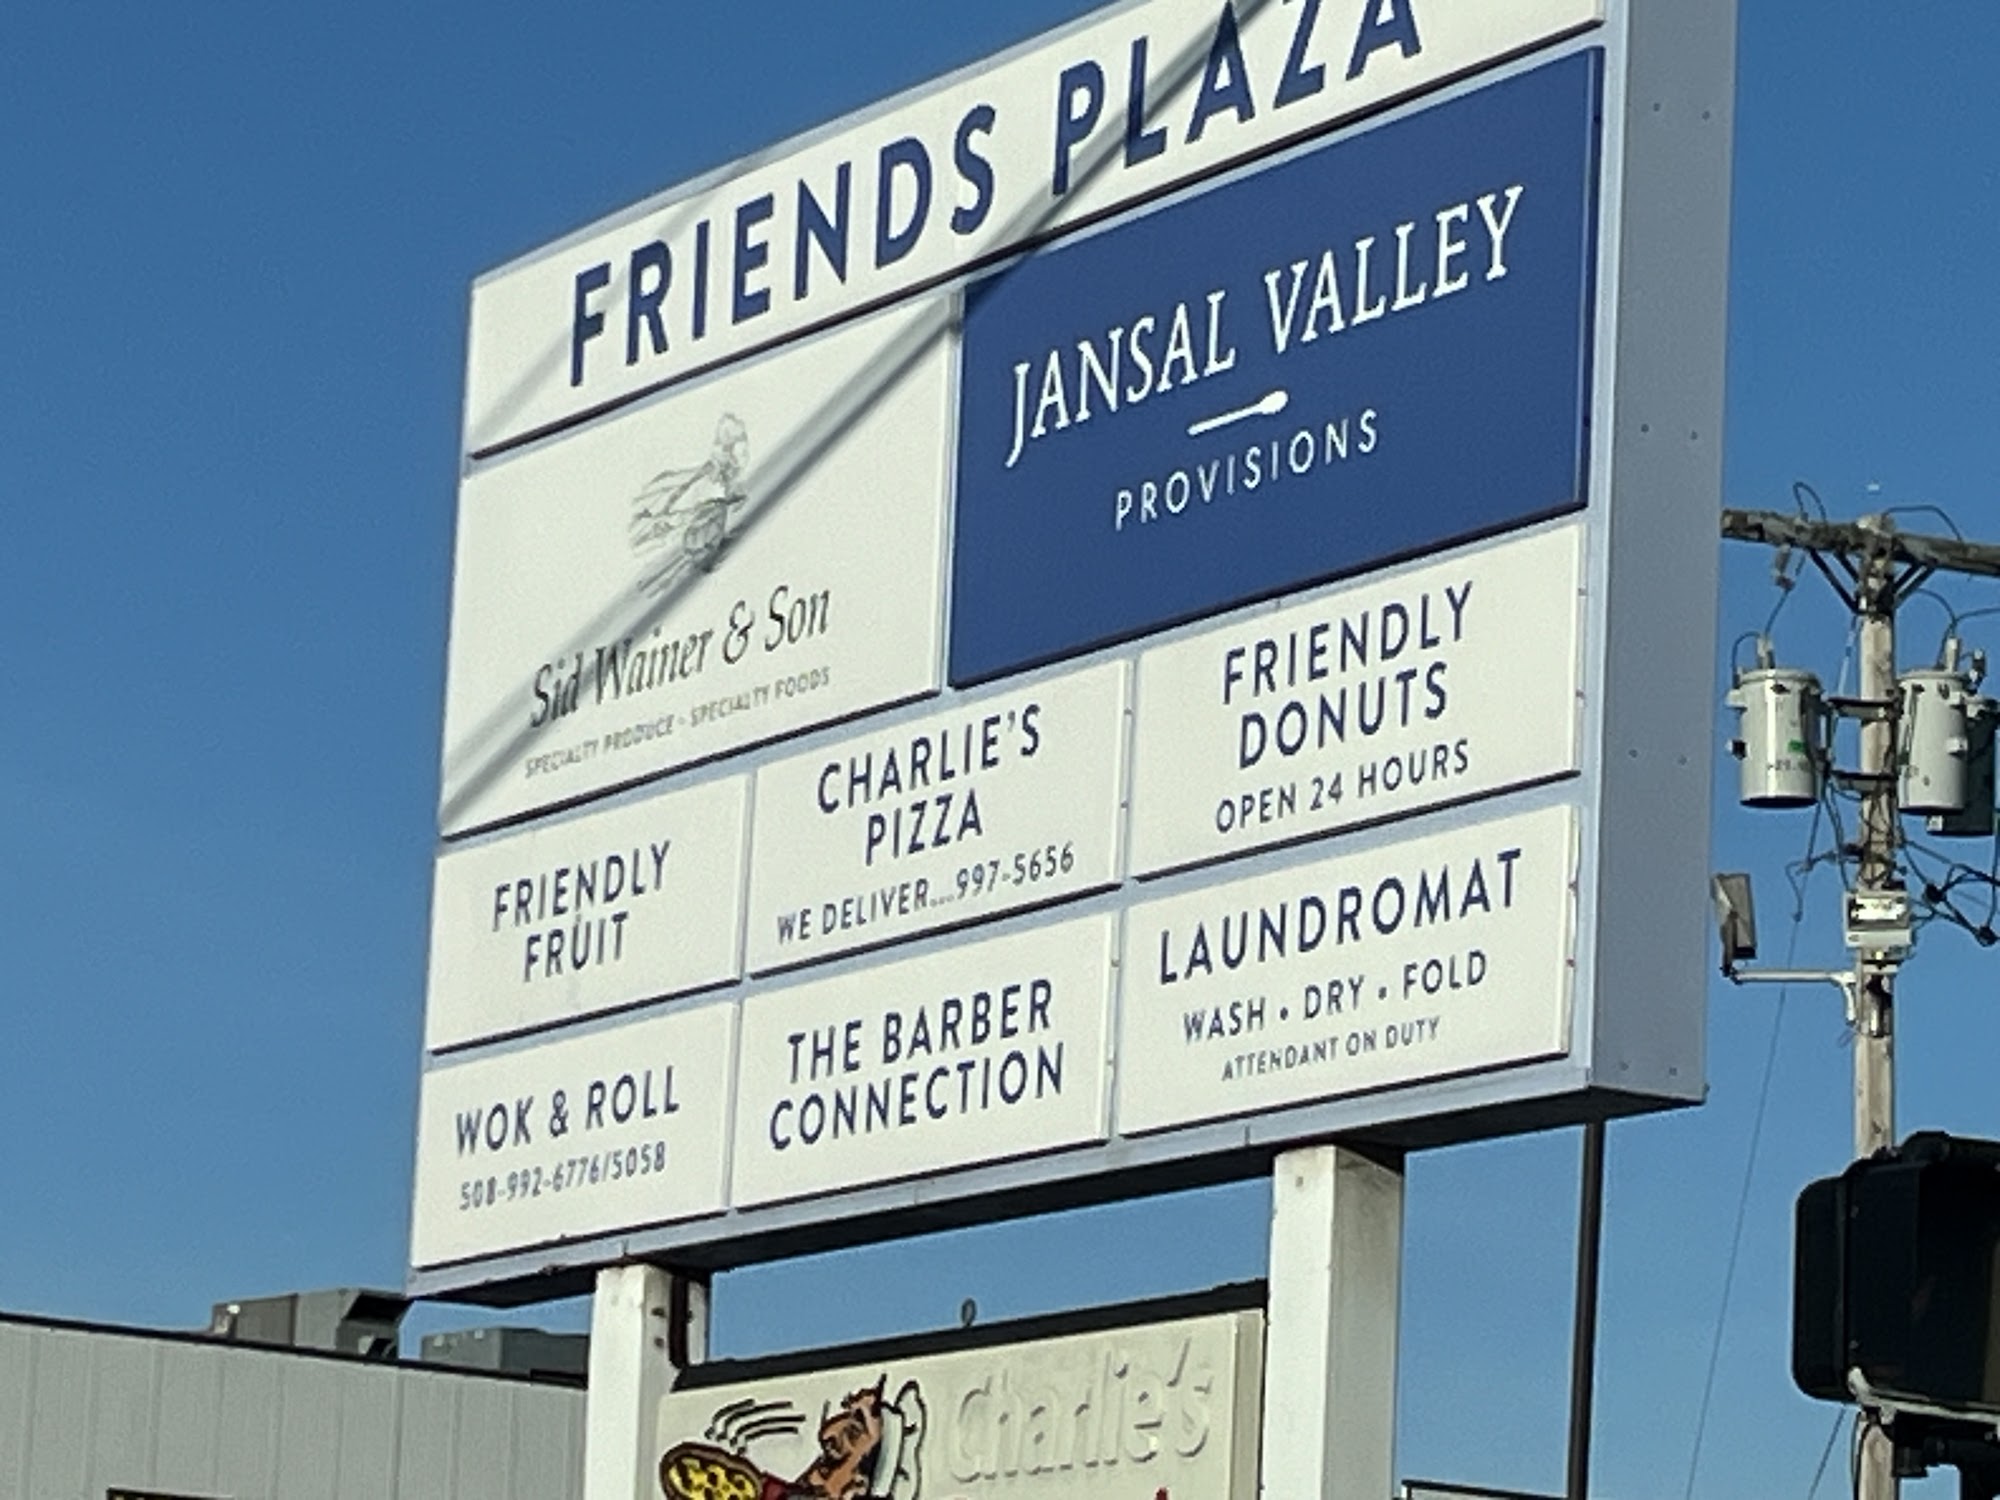 FRIENDS PLAZA
Sid Wainer & Son
SPECIALTY PRODUCE • SPECIALTY FOODS
JANSAL VALLEY
PROVISIONS
FRIENDLY
FRUIT
CHARLIE'S
PIZZA
WE DELIVER....997-5656
FRIENDLY
DONUTS
OPEN 24 HOURS
WOK & ROLL
508-992-6776/5058
THE BARBER
CONNECTION
LAUNDROMAT
WASH • DRY • FOLD
ATTENDANT ON DUTY
Charlie's